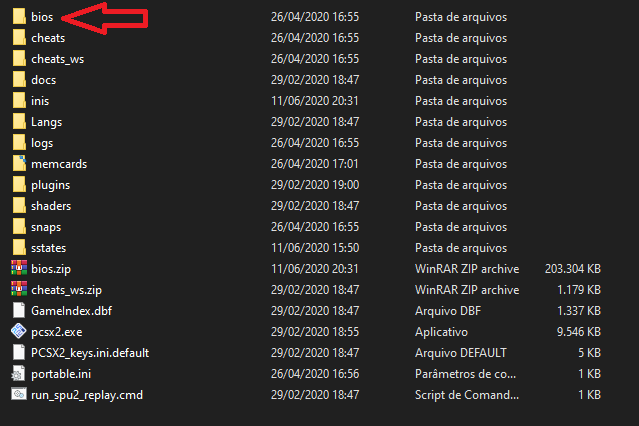 bios 26/04/2020 16:55 Pasta de arquivos
cheats 26/04/2020 16:55 Pasta de arquivos
cheats_ws 26/04/2020 16:55 Pasta de arquivos
docs 29/02/2020 18:47 Pasta de arquivos
inis 11/06/2020 20:31 Pasta de arquivos
Langs 29/02/2020 18:47 Pasta de arquivos
logs 26/04/2020 16:55 Pasta de arquivos
memcards 26/04/2020 17:01 Pasta de arquivos
plugins 29/02/2020 19:00 Pasta de arquivos
shaders 29/02/2020 18:47 Pasta de arquivos
snaps 26/04/2020 16:55 Pasta de arquivos
sstates 11/06/2020 15:50 Pasta de arquivos
bios.zip 11/06/2020 20:31 WinRAR ZIP archive 203.304 KB
cheats_ws.zip 29/02/2020 18:47 WinRAR ZIP archive 1.179 KB
GameIndex.dbf 29/02/2020 18:47 Arquivo DBF 1.337 KB
pcsx2.exe 29/02/2020 18:55 Aplicativo 9.546 KB
PCSX2_keys.ini.default 29/02/2020 18:47 Arquivo DEFAULT 5 KB
portable.ini 26/04/2020 16:56 Parâmetros de co... 1 KB
run_spu2_replay.cmd 29/02/2020 18:47 Script de Comand... 1 KB